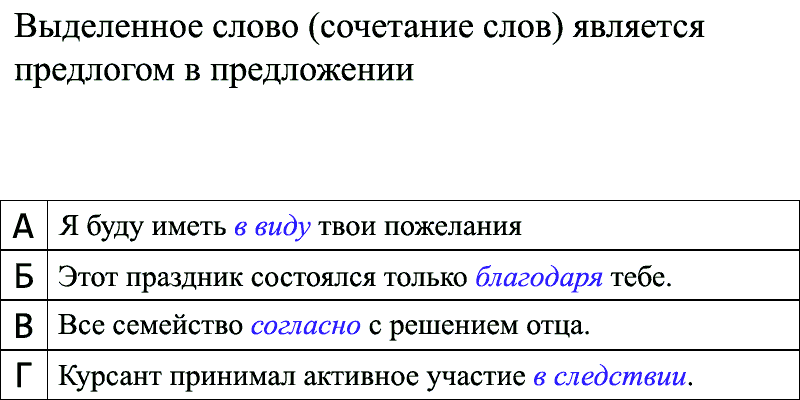 Выделенное слово (сочетание слов) является
предлогом в предложении
А Я буду иметь в виду твои пожелания
Б Этот праздник состоялся только благодаря тебе.
В Все семейство согласно с решением отца.
Г Курсант принимал активное участие в следствии.